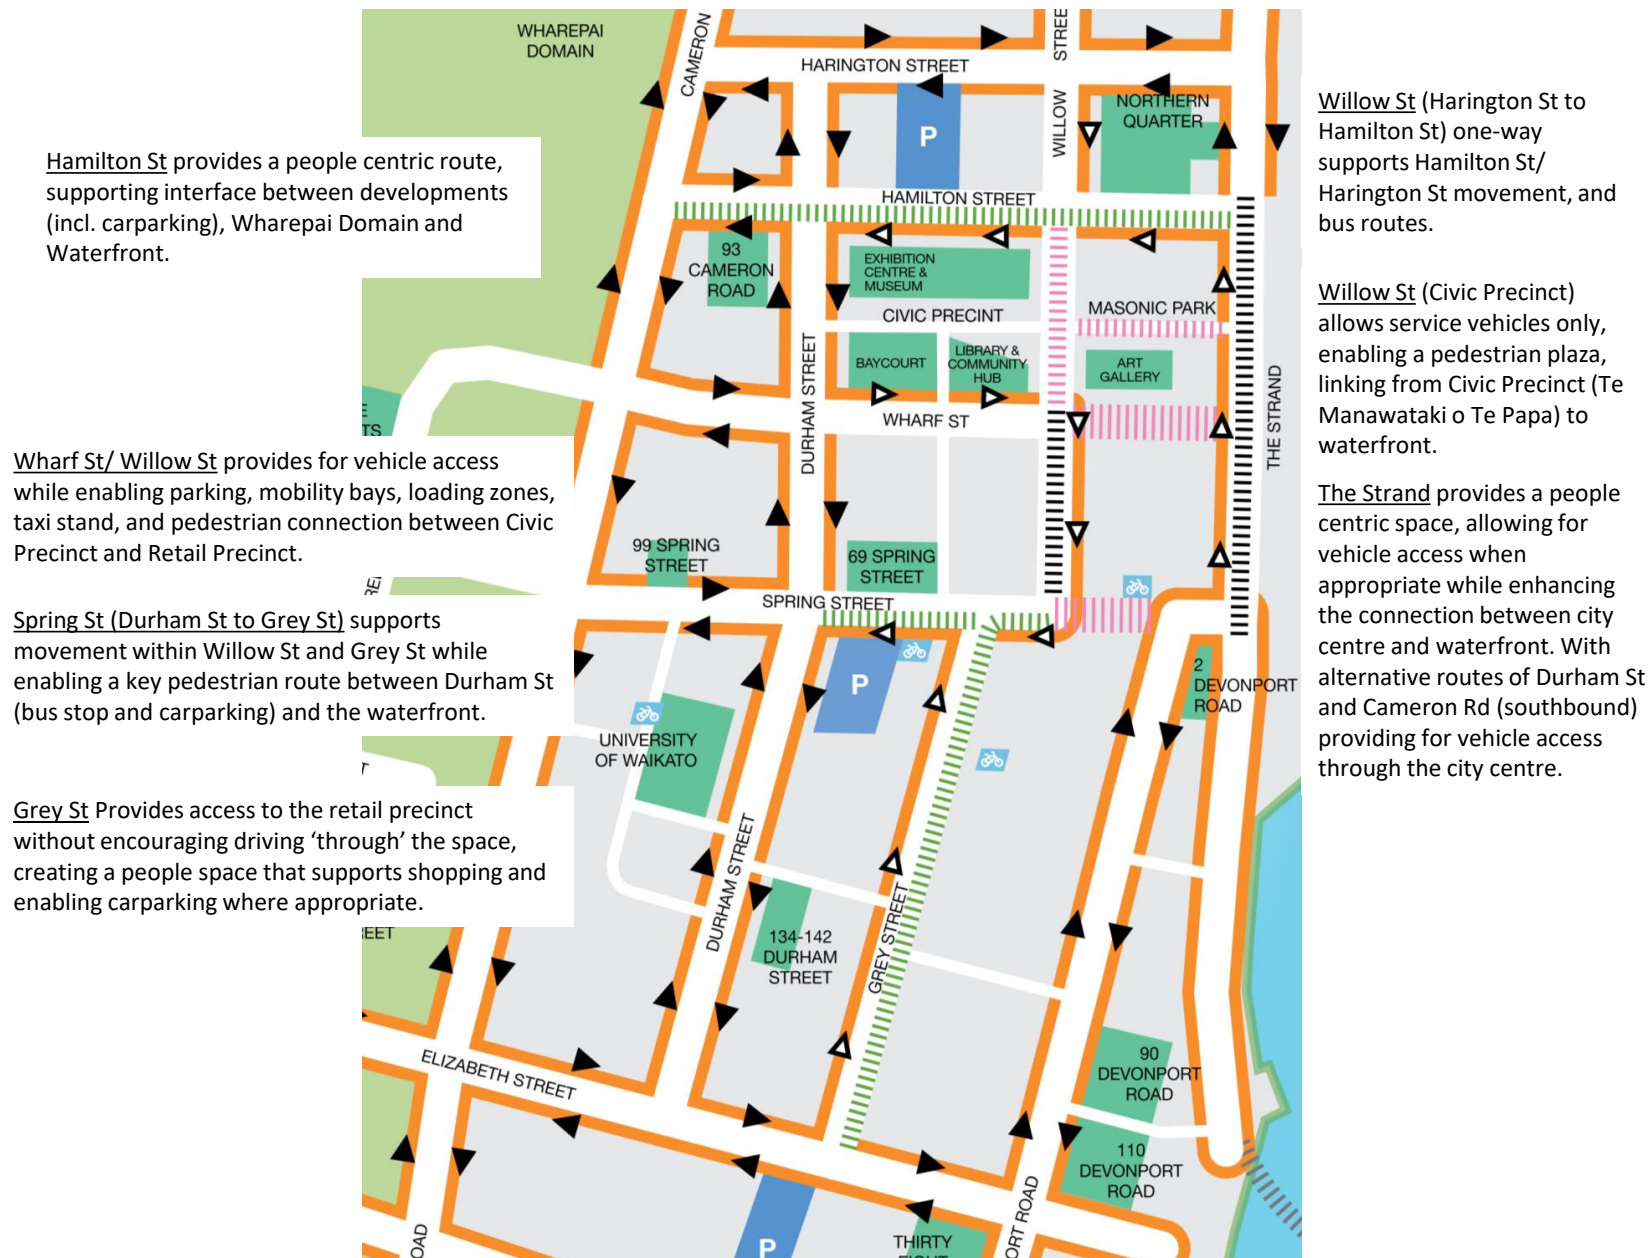 Hamilton St provides a people centric route,
supporting interface between developments
(incl. carparking), Wharepai Domain and
Waterfront.
Wharf St/ Willow St provides for vehicle access
while enabling parking, mobility bays, loading zones,
taxi stand, and pedestrian connection between Civic
Precinct and Retail Precinct.
Spring St (Durham St to Grey St) supports
movement within Willow St and Grey St while
enabling a key pedestrian route between Durham St
(bus stop and carparking) and the waterfront.
Grey St Provides access to the retail precinct
without encouraging driving ‘through’ the space,
creating a people space that supports shopping and
enabling carparking where appropriate.
WHAREPAI
DOMAIN
CAMERON
HARINGTON STREET
STREE
WILLOW
P
NORTHERN
QUARTER
HAMILTON STREET
93
CAMERON
ROAD
EXHIBITION
CENTRE &
MUSEUM
CIVIC PRECINT
MASONIC PARK
BAYCOURT
LIBRARY &
COMMUNITY
HUB
ART
GALLERY
DURHAM STREET
WHARF ST
THE STRAND
TS
99 SPRING
STREET
69 SPRING
STREET
SPRING STREET
P
2
DEVONPORT
ROAD
UNIVERSITY
OF WAIKATO
DURHAM STREET
GREY STREET
134-142
DURHAM
STREET
REET
ELIZABETH STREET
90
DEVONPORT
ROAD
110
DEVONPORT
ROAD
ORT ROAD
OAD
P
THIRTY
Willow St (Harington St to
Hamilton St) one-way
supports Hamilton St/
Harington St movement, and
bus routes.
Willow St (Civic Precinct)
allows service vehicles only,
enabling a pedestrian plaza,
linking from Civic Precinct (Te
Manawataki o Te Papa) to
waterfront.
The Strand provides a people
centric space, allowing for
vehicle access when
appropriate while enhancing
the connection between city
centre and waterfront. With
alternative routes of Durham St
and Cameron Rd (southbound)
providing for vehicle access
through the city centre.